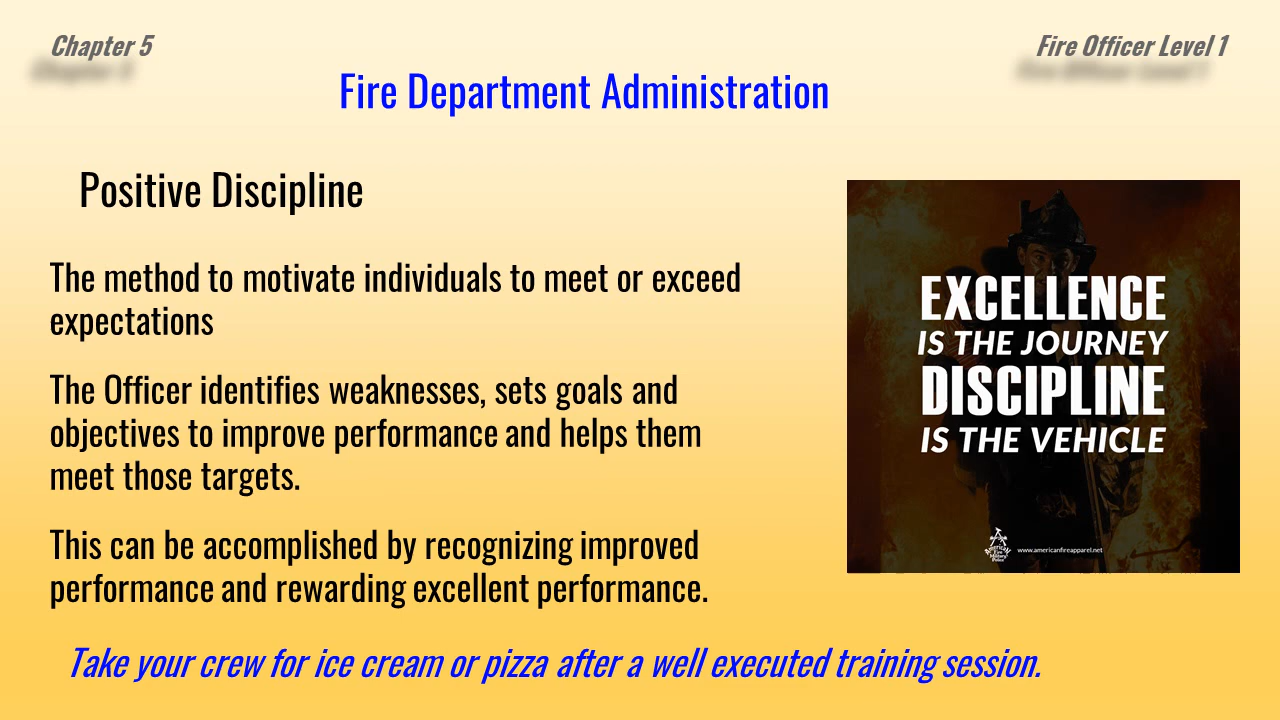 Chapter 5
Fire Officer Level 1
Fire Department Administration
Positive Discipline
The method to motivate individuals to meet or exceed
expectations
The Officer identifies weaknesses, sets goals and
objectives to improve performance and helps them
meet those targets.
This can be accomplished by recognizing improved
performance and rewarding excellent performance.
Take your crew for ice cream or pizza after a well executed training session.
EXCELLENCE
IS THE JOURNEY
DISCIPLINE
IS THE VEHICLE
www.americanfireapparel.net